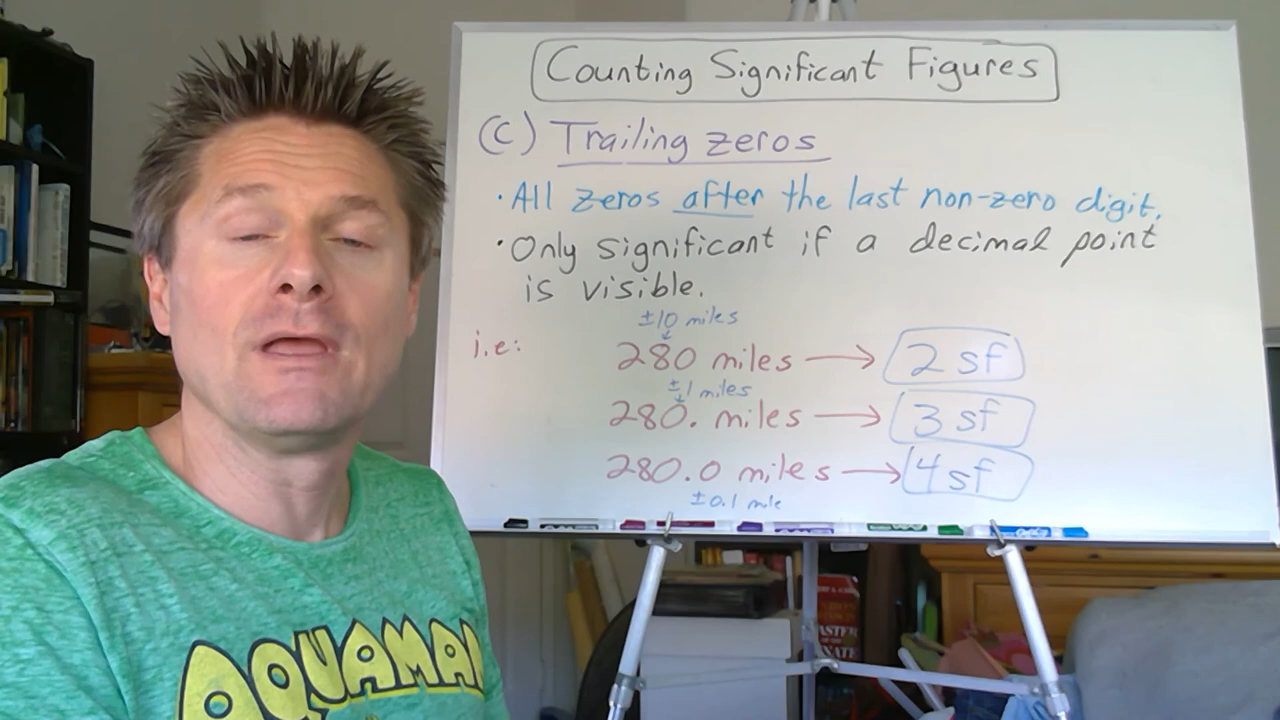 Counting Significant Figures
(C) Trailing zeros
· All zeros after the last non-zero digit.
· Only significant if a decimal point
is visible.
±10 miles
i.e: 280 miles → 2 sf
±1 miles
280. miles → 3 sf
280.0 miles → 4 sf
±0.1 mile
AQUAMAN